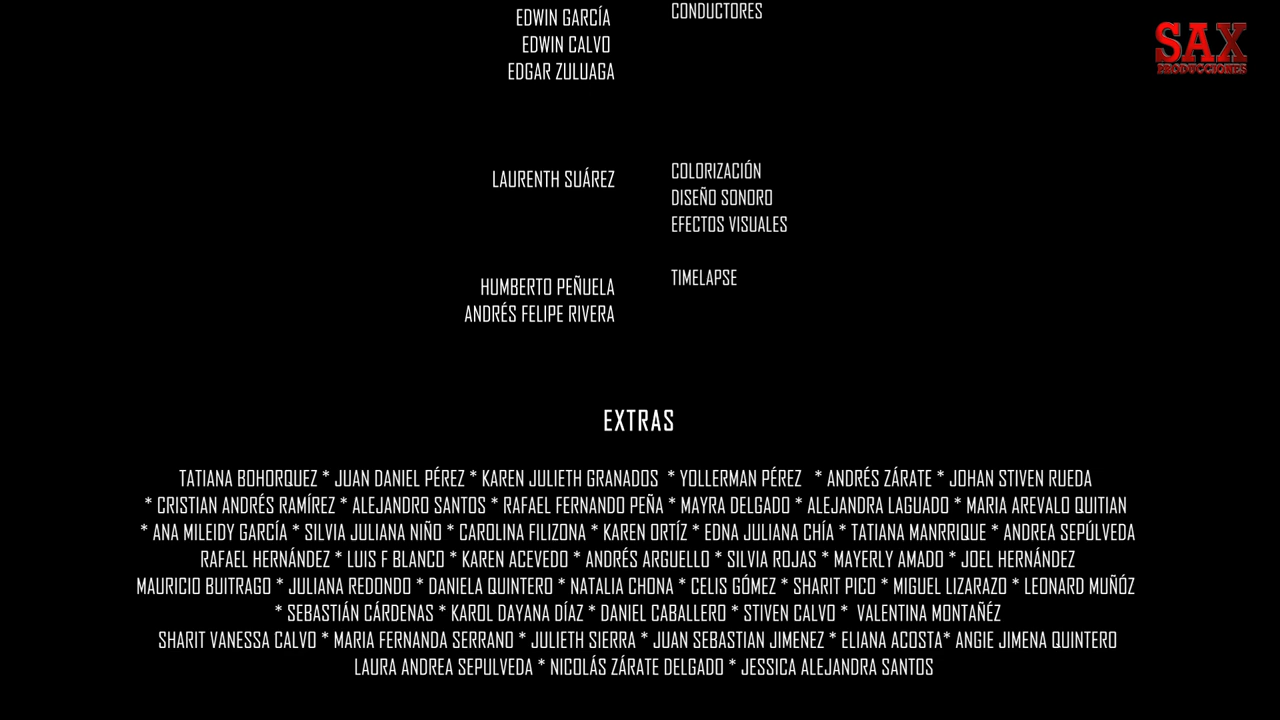 EDWIN GARCÍA
EDWIN CALVO
EDGAR ZULUAGA
CONDUCTORES
SAX
PRODUCCIONES
LAURENTH SUÁREZ
COLORIZACIÓN
DISEÑO SONORO
EFECTOS VISUALES
HUMBERTO PEÑUELA
ANDRÉS FELIPE RIVERA
TIMELAPSE
EXTRAS
TATIANA BOHORQUEZ * JUAN DANIEL PÉREZ * KAREN JULIETH GRANADOS * YOLLERMAN PÉREZ * ANDRÉS ZÁRATE * JOHAN STIVEN RUEDA
* CRISTIAN ANDRÉS RAMÍREZ * ALEJANDRO SANTOS * RAFAEL FERNANDO PEÑA * MAYRA DELGADO * ALEJANDRA LAGUADO * MARIA AREVALO QUITIAN
* ANA MILEIDY GARCÍA * SILVIA JULIANA NIÑO * CAROLINA FILIZONA * KAREN ORTÍZ * EDNA JULIANA CHÍA * TATIANA MANRRIQUE * ANDREA SEPÚLVEDA
RAFAEL HERNÁNDEZ * LUIS F BLANCO * KAREN ACEVEDO * ANDRÉS ARGUELLO * SILVIA ROJAS * MAYERLY AMADO * JOEL HERNÁNDEZ
MAURICIO BUITRAGO * JULIANA REDONDO * DANIELA QUINTERO * NATALIA CHONA * CELIS GÓMEZ * SHARIT PICO * MIGUEL LIZARAZO * LEONARD MUÑÓZ
* SEBASTIÁN CÁRDENAS * KAROL DAYANA DÍAZ * DANIEL CABALLERO * STIVEN CALVO * VALENTINA MONTAÑÉZ
SHARIT VANESSA CALVO * MARIA FERNANDA SERRANO * JULIETH SIERRA * JUAN SEBASTIAN JIMENEZ * ELIANA ACOSTA* ANGIE JIMENA QUINTERO
LAURA ANDREA SEPULVEDA * NICOLÁS ZÁRATE DELGADO * JESSICA ALEJANDRA SANTOS